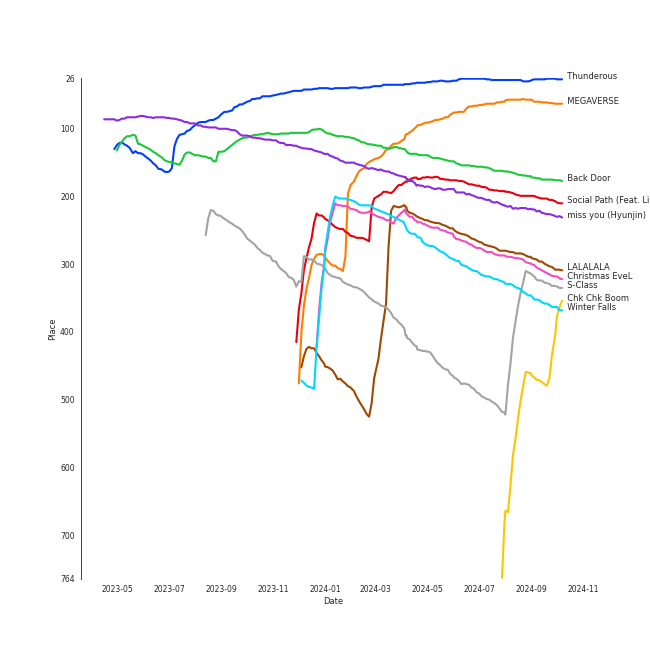 26
100
200
300
400
500
600
700
764
Place
2023-05
2023-07
2023-09
2023-11
2024-01
2024-03
2024-05
2024-07
2024-09
2024-11
Date
Thunderous
MEGAVERSE
Back Door
Social Path (Feat. Li
miss you (Hyunjin)
LALALALA
Christmas EveL
S-Class
Chk Chk Boom
Winter Falls